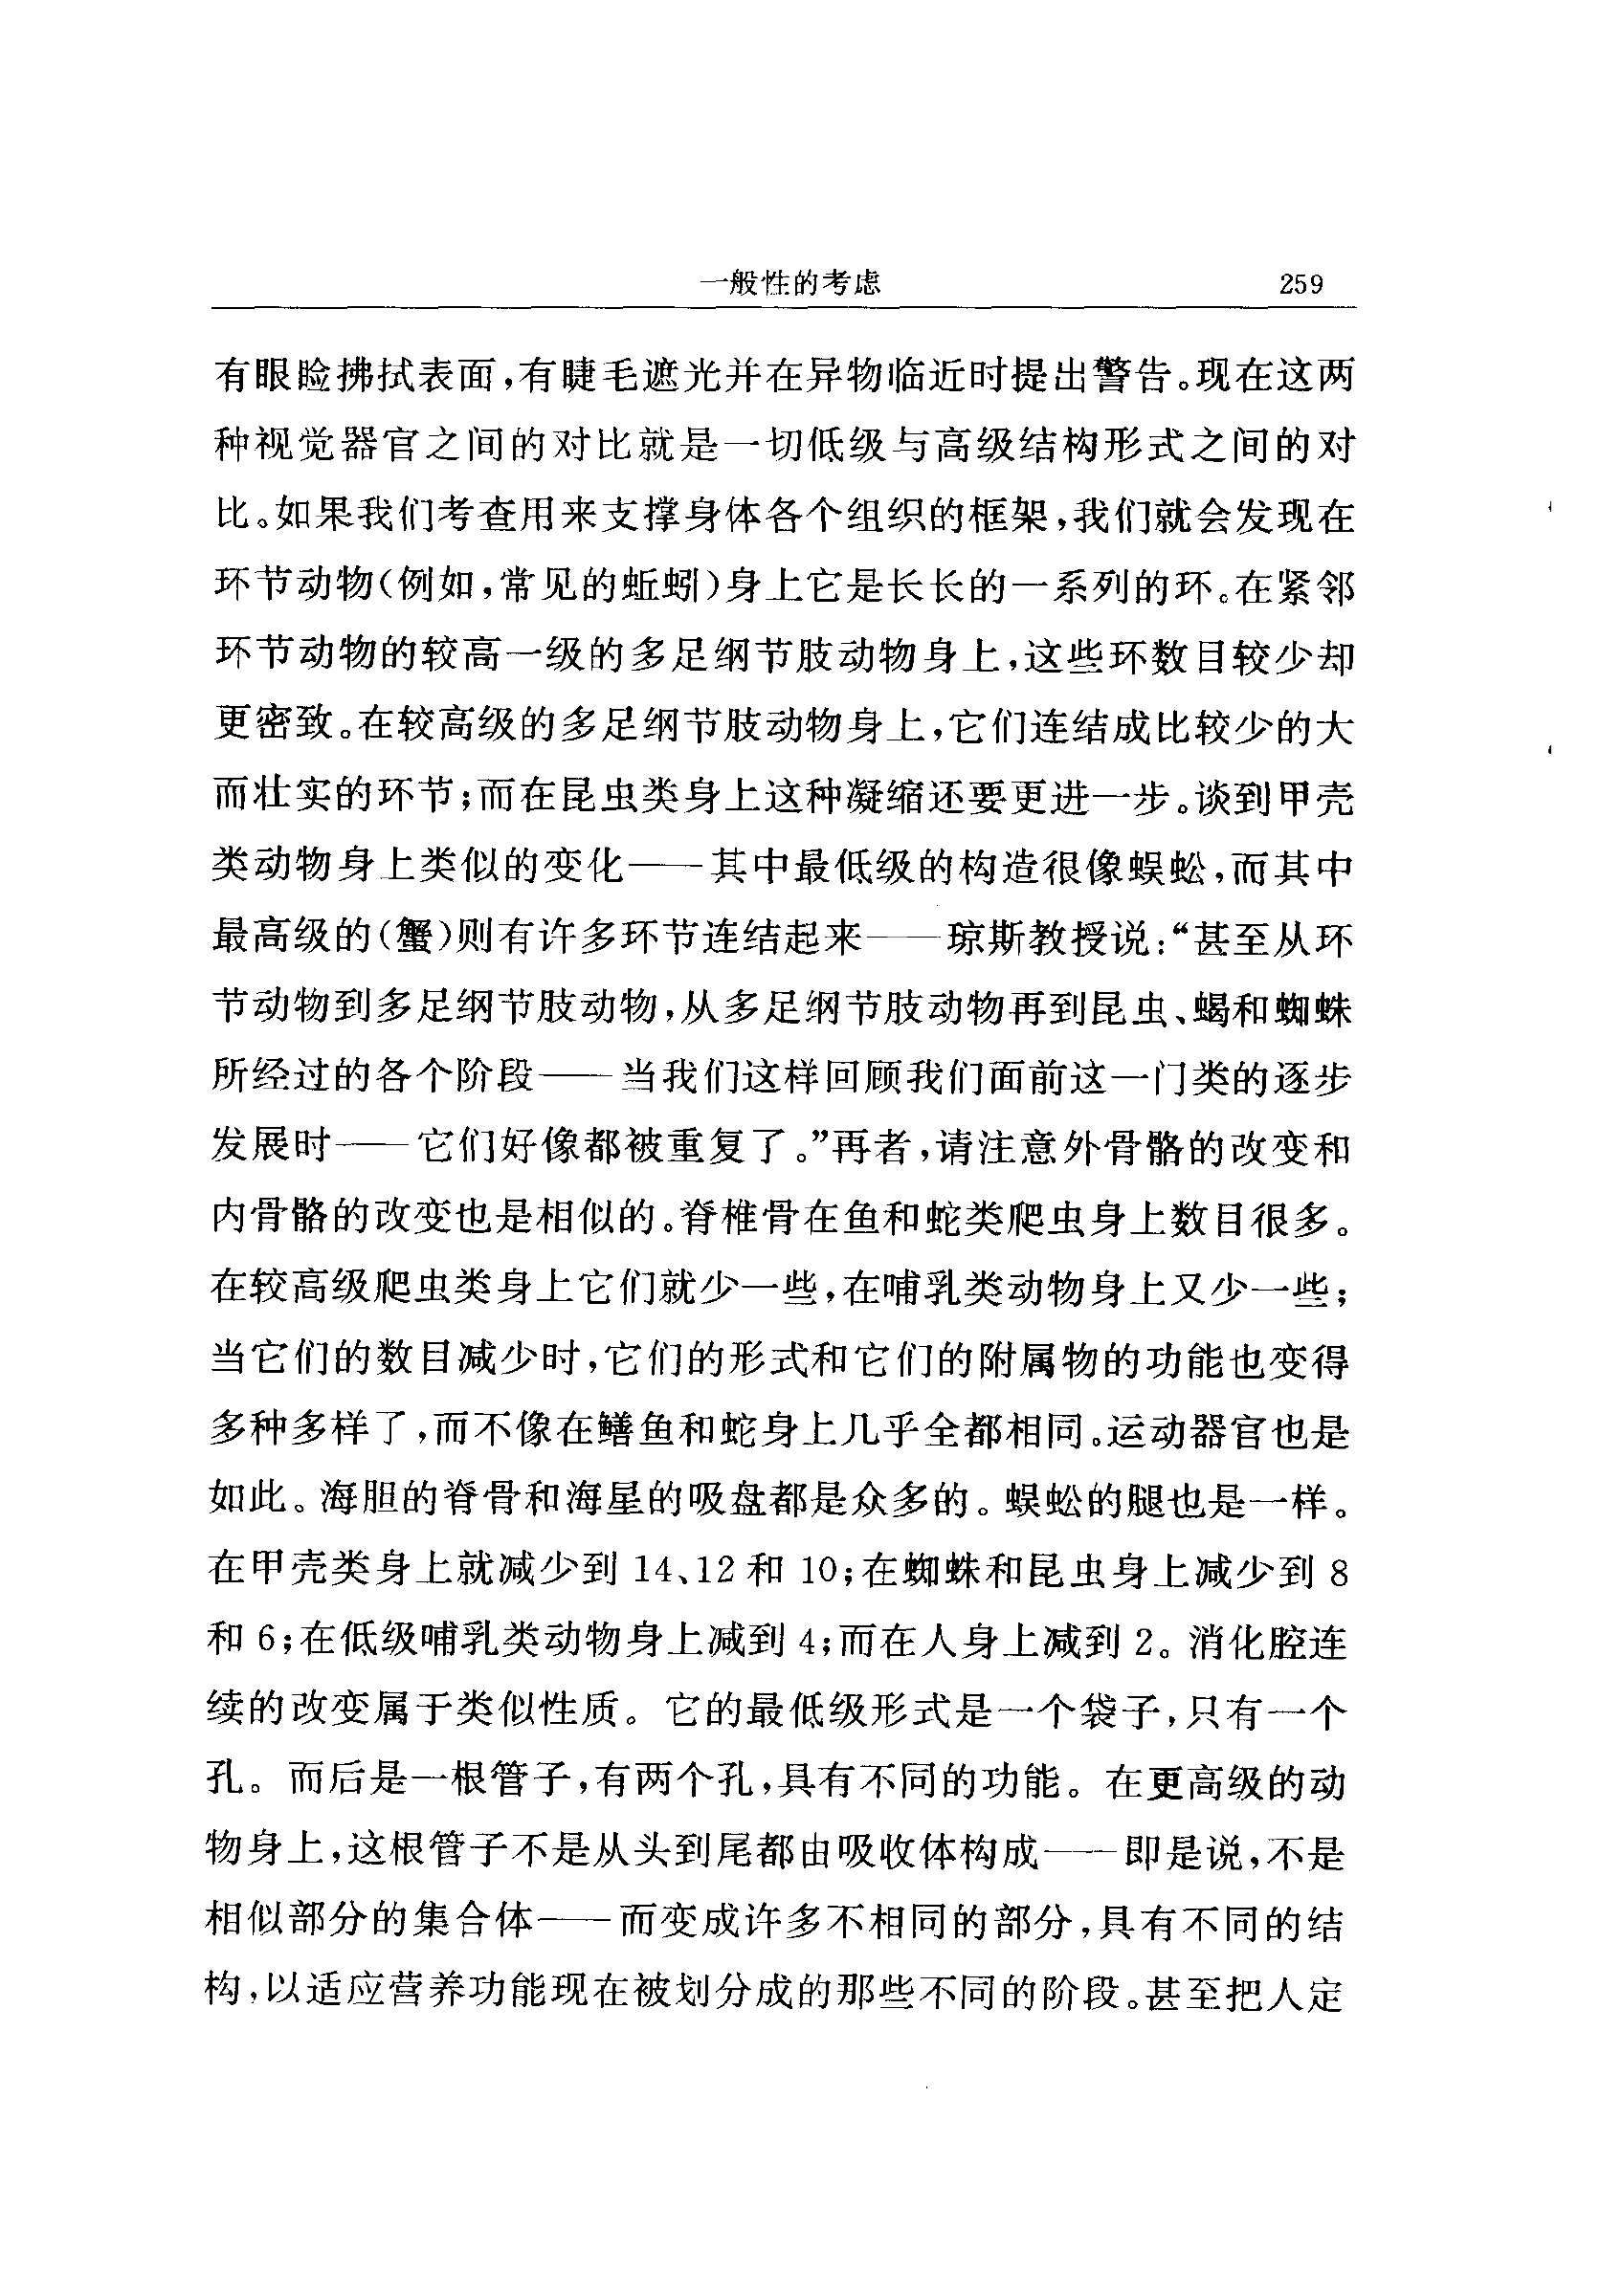 一般性的考虑 259
有眼睑拂拭表面,有睫毛遮光并在异物临近时提出警告。现在这两
种视觉器官之间的对比就是一切低级与高级结构形式之间的对
比。如果我们考查用来支撑身体各个组织的框架,我们就会发现在
环节动物(例如,常见的蚯蚓)身上它是长长的一系列的环。在紧邻
环节动物的较高一级的多足纲节肢动物身上,这些环数目较少却
更密致。在较高级的多足纲节肢动物身上,它们连结成比较少的大
而壮实的环节;而在昆虫类身上这种凝缩还要更进一步。谈到甲壳
类动物身上类似的变化——其中最低级的构造很像蜈蚣,而其中
最高级的(蟹)则有许多环节连结起来——琼斯教授说:“甚至从环
节动物到多足纲节肢动物,从多足纲节肢动物再到昆虫、蝎和蜘蛛
所经过的各个阶段——当我们这样回顾我们面前这一门类的逐步
发展时——它们好像都被重复了。”再者,请注意外骨骼的改变和
内骨骼的改变也是相似的。脊椎骨在鱼和蛇类爬虫身上数目很多。
在较高级爬虫类身上它们就少一些,在哺乳类动物身上又少一些;
当它们的数目减少时,它们的形式和它们的附属物的功能也变得
多种多样了,而不像在鳝鱼和蛇身上几乎全都相同。运动器官也是
如此。海胆的脊骨和海星的吸盘都是众多的。蜈蚣的腿也是一样。
在甲壳类身上就减少到 14、12 和 10;在蜘蛛和昆虫身上减少到 8
和 6;在低级哺乳类动物身上减到 4;而在人身上减到 2。消化腔连
续的改变属于类似性质。它的最低级形式是一个袋子,只有一个
孔。而后是一根管子,有两个孔,具有不同的功能。在更高级的动
物身上,这根管子不是从头到尾都由吸收体构成——即是说,不是
相似部分的集合体——而变成许多不相同的部分,具有不同的结
构,以适应营养功能现在被划分成的那些不同的阶段。甚至把人定